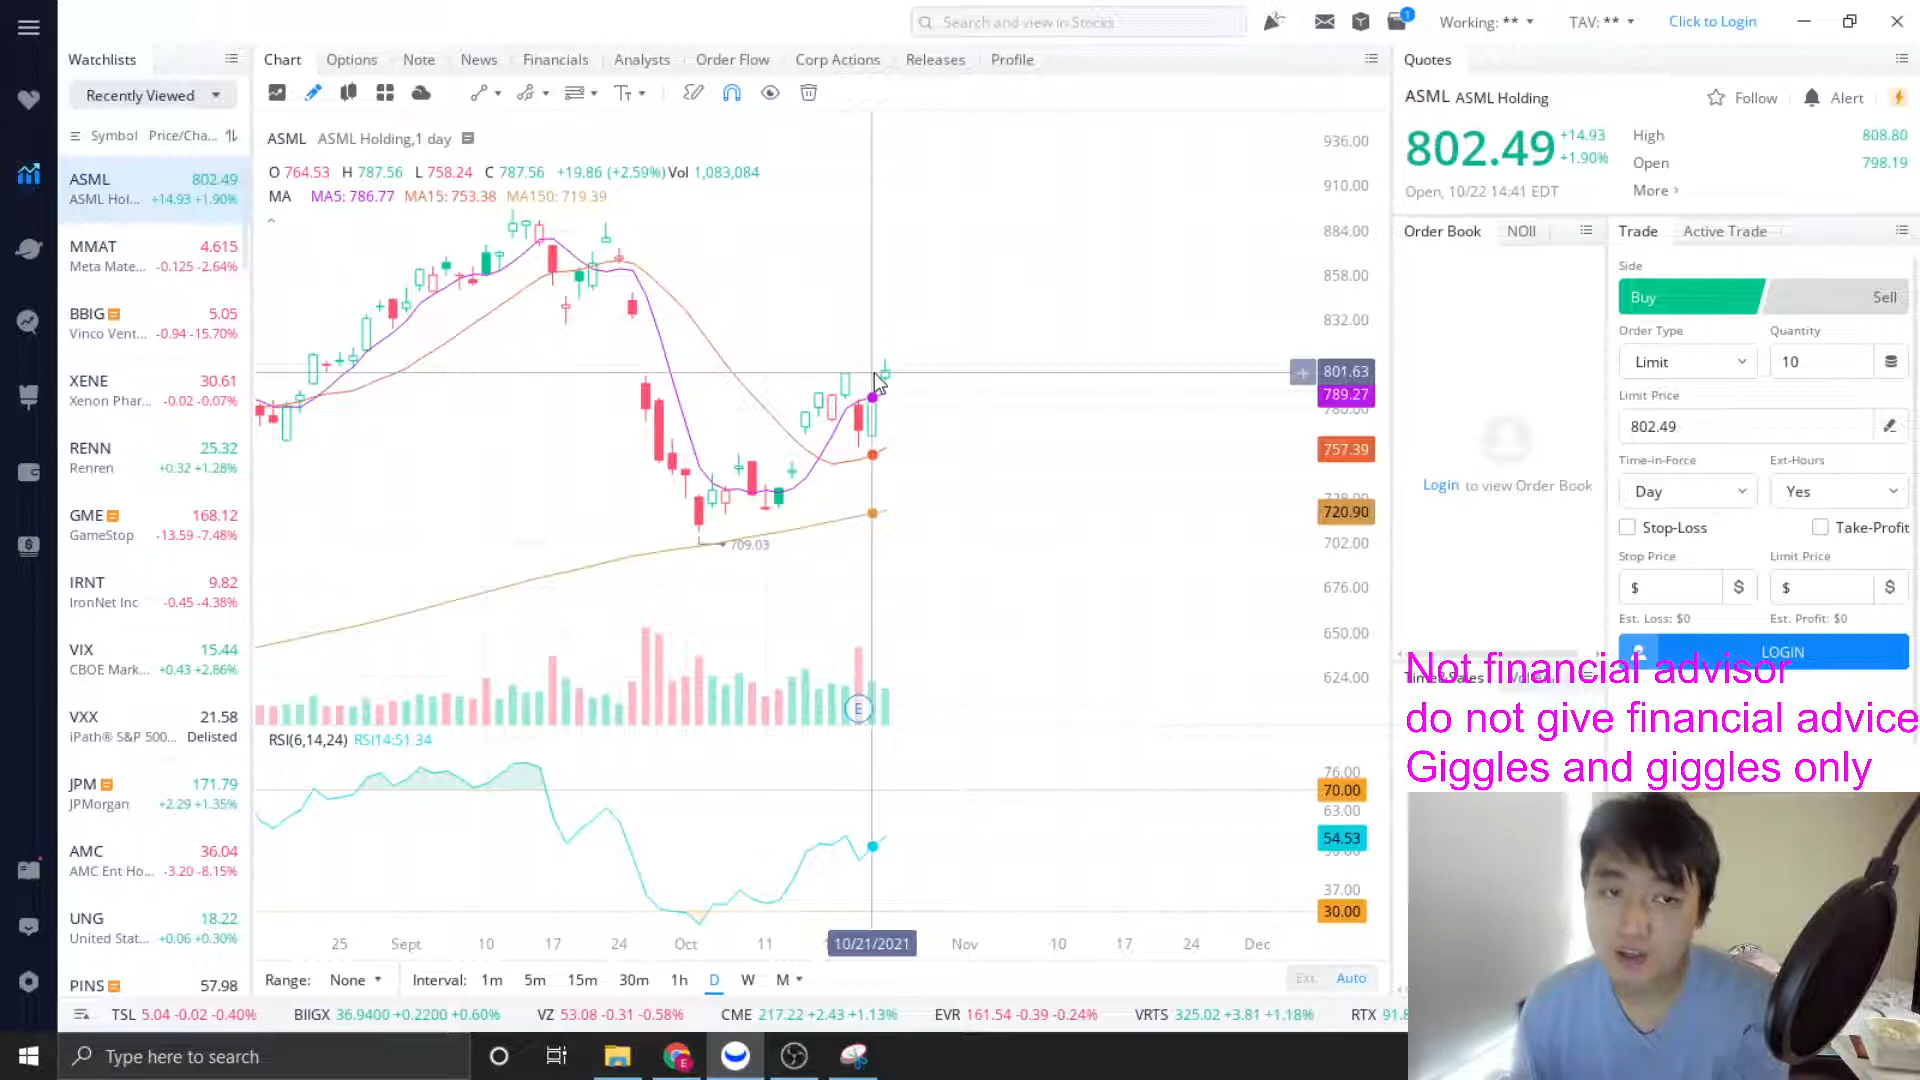 Search and view in Stocks
1
Working: **
TAV: **
Click to Login
Watchlists
Chart
Options
Note
News
Financials
Analysts
Order Flow
Corp Actions
Releases
Profile
Quotes
Recently Viewed
ASML ASML Holding
Follow
Alert
Symbol
Price/Cha...
802.49
+14.93
+1.90%
High
808.80
Open
798.19
Open, 10/22 14:41 EDT
More
ASML 802.49
ASML Hol... +14.93 +1.90%
MMAT 4.615
Meta Mate... -0.125 -2.64%
BBIG 5.05
Vinco Vent... -0.94 -15.70%
XENE 30.61
Xenon Phar... -0.02 -0.07%
RENN 25.32
Renren +0.32 +1.28%
GME 168.12
GameStop -13.59 -7.48%
IRNT 9.82
IronNet Inc -0.45 -4.38%
VIX 15.44
CBOE Mark... +0.43 +2.86%
VXX 21.58
iPath® S&P 500... Delisted
JPM 171.79
JPMorgan +2.29 +1.35%
AMC 36.04
AMC Ent Ho... -3.20 -8.15%
UNG 18.22
United Stat... +0.06 +0.30%
PINS 57.98
ASML ASML Holding,1 day
O 764.53 H 787.56 L 758.24 C 787.56 +19.86 (+2.59%) Vol 1,083,084
MA MA5: 786.77 MA15: 753.38 MA150: 719.39
936.00
910.00
884.00
858.00
832.00
801.63
789.27
757.39
720.90
702.00
676.00
650.00
624.00
709.03
E
RSI(6,14,24) RSI14:51.34
76.00
70.00
63.00
54.53
37.00
30.00
25
Sept
10
17
24
Oct
11
10/21/2021
Nov
10
17
24
Dec
Range: None
Interval: 1m 5m 15m 30m 1h D W M
Ext.
Auto
Order Book
NOII
Login to view Order Book
Trade
Active Trade
Side
Buy
Sell
Order Type
Quantity
Limit
10
Limit Price
802.49
Time-in-Force
Ext-Hours
Day
Yes
Stop-Loss
Take-Profit
Stop Price
Limit Price
$ $
$ $
Est. Loss: $0
Est. Profit: $0
LOGIN
Not financial advisor
do not give financial advice
Giggles and giggles only
TSL 5.04 -0.02 -0.40%
BIIGX 36.9400 +0.2200 +0.60%
VZ 53.08 -0.31 -0.58%
CME 217.22 +2.43 +1.13%
EVR 161.54 -0.39 -0.24%
VRTS 325.02 +3.81 +1.18%
RTX 91.8
Type here to search